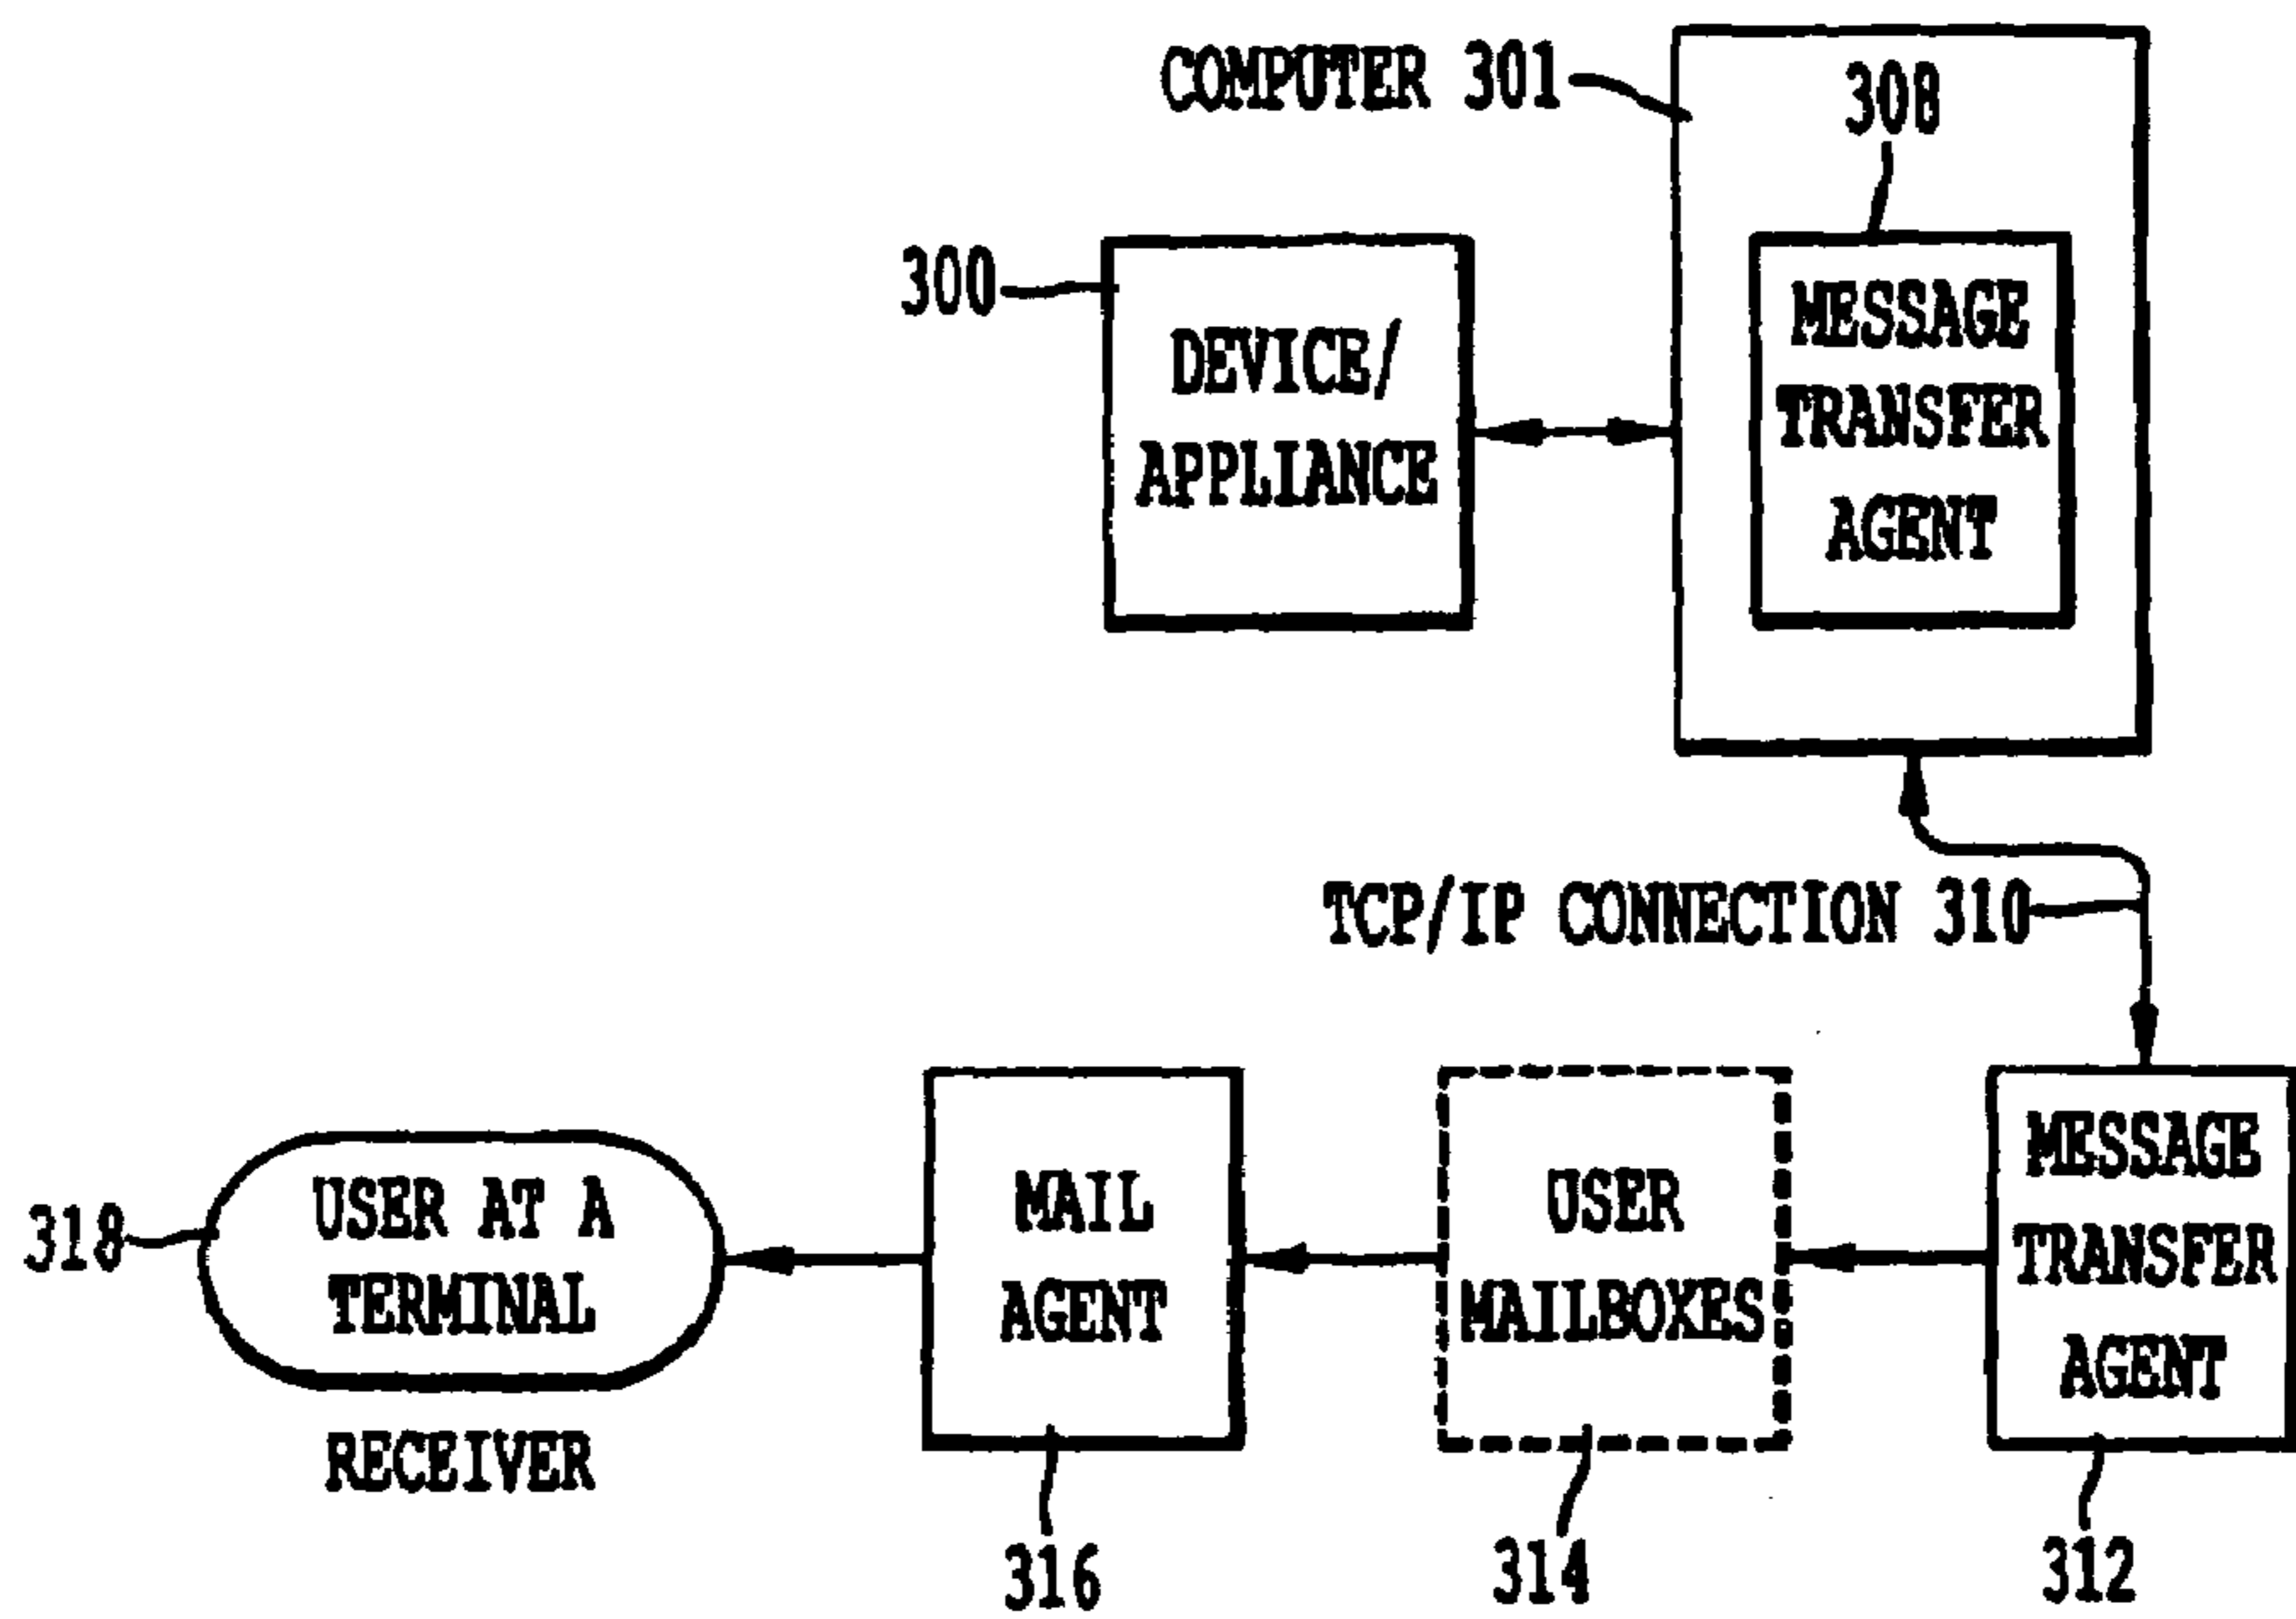 COMPUTER 301
308
300
DEVICE/
APPLIANCE
MESSAGE
TRANSFER
AGENT
TCP/IP CONNECTION 310
318
USER AT A
TERMINAL
RECEIVER
MAIL
AGENT
316
USER
MAILBOXES
314
MESSAGE
TRANSFER
AGENT
312